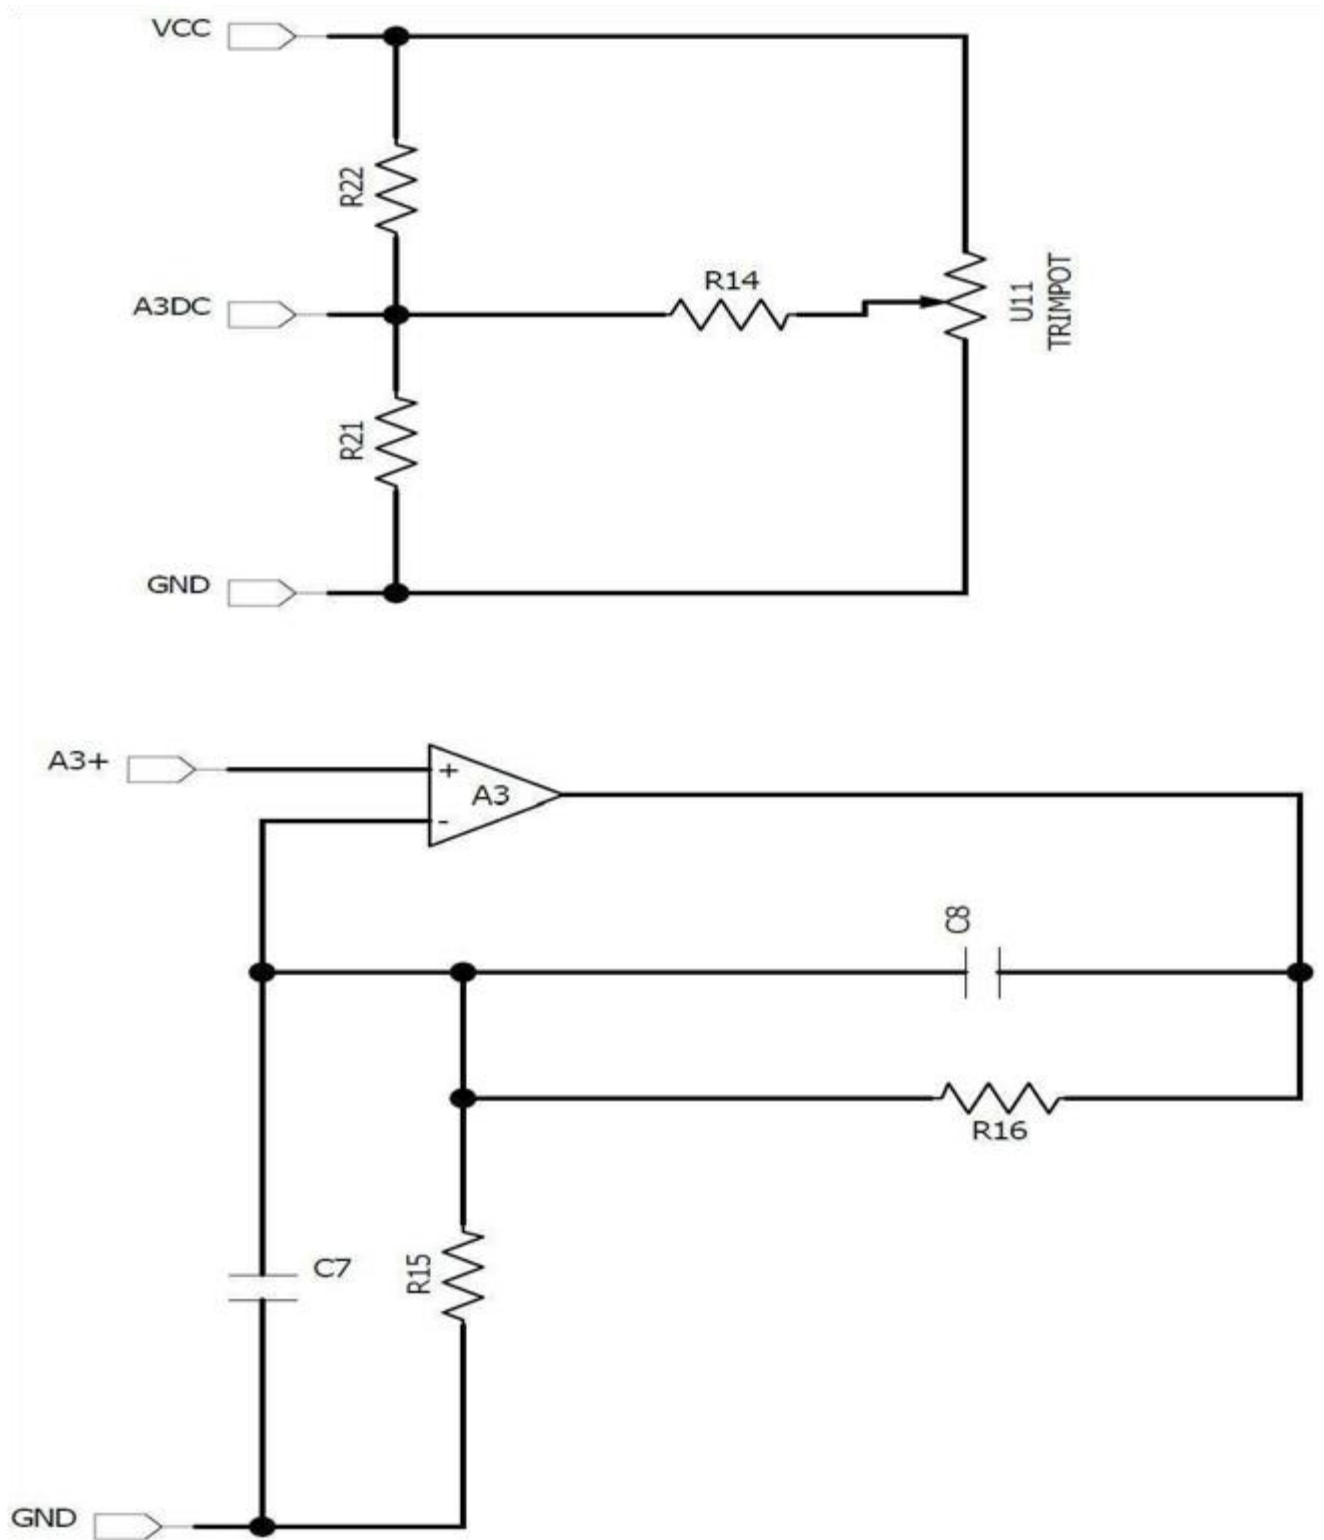 VCC
R22
R14
A3DC
U11
TRIMPOT
R21
GND
A3+
+
A3
-
C8
R16
C7
R15
GND